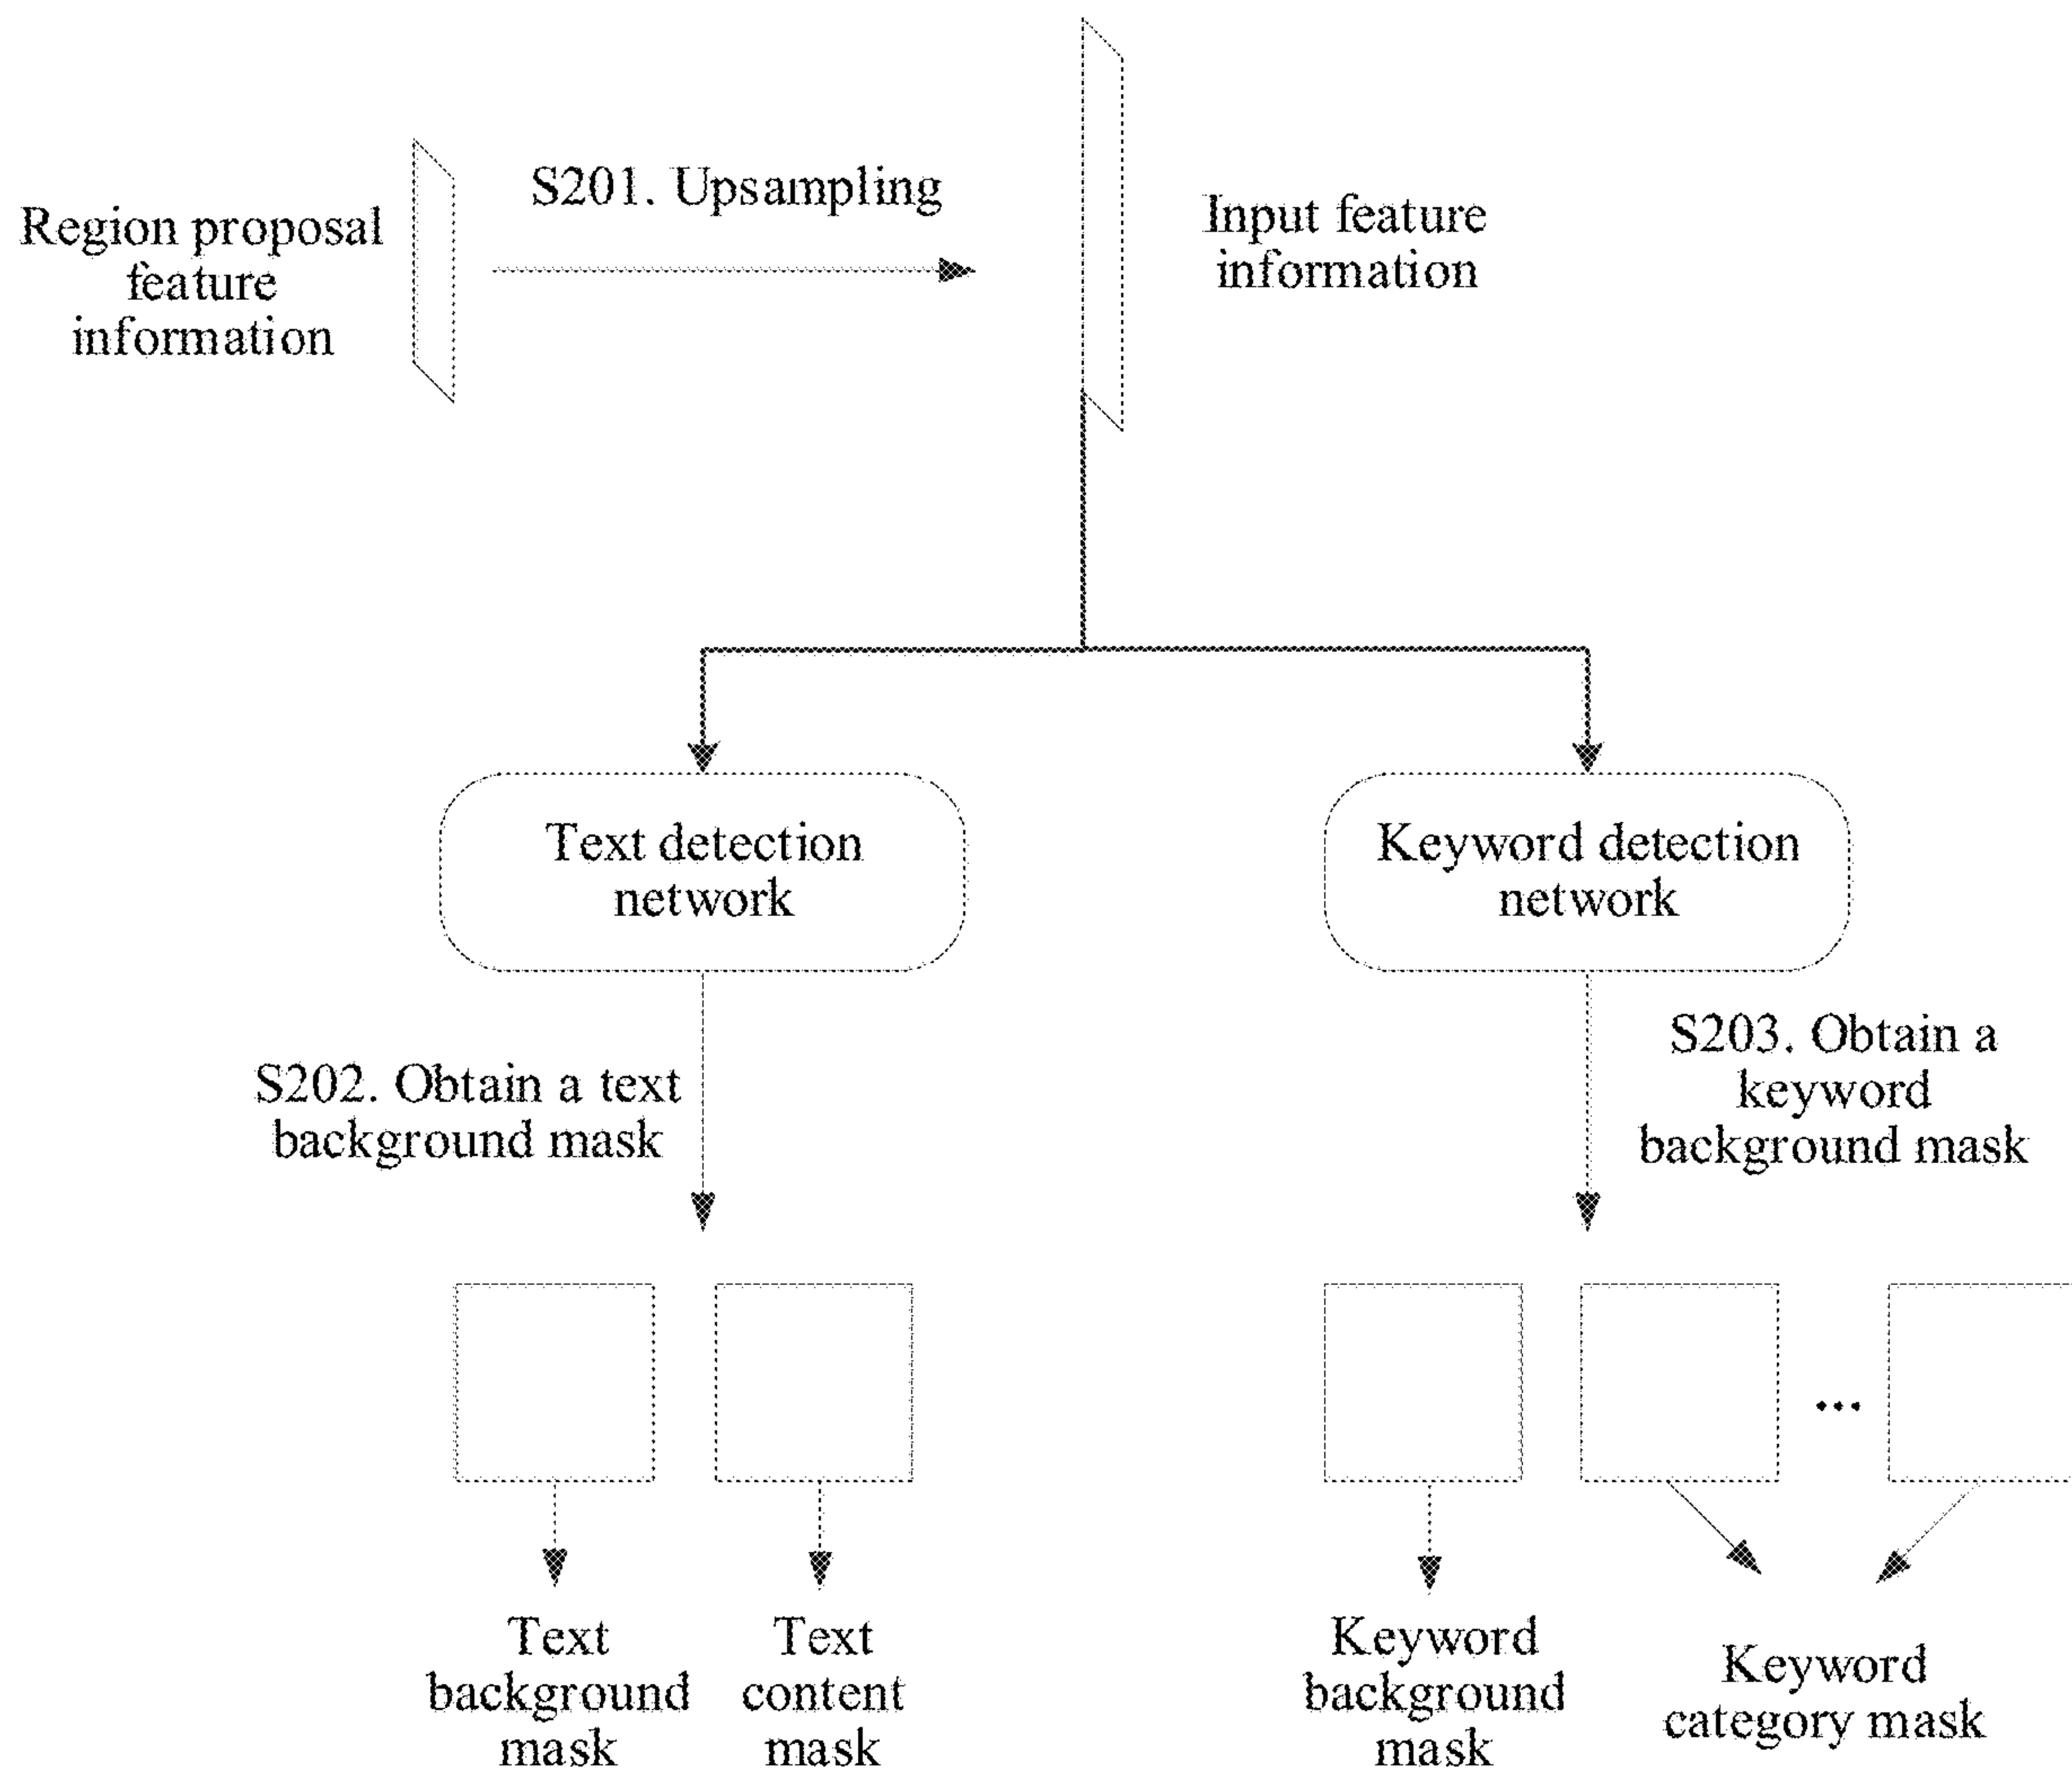 Region proposal
feature
information
S201. Upsampling
Input feature
information
Text detection
network
Keyword detection
network
S202. Obtain a text
background mask
S203. Obtain a
keyword
background mask
...
Text
background
mask
Text
content
mask
Keyword
background
mask
Keyword
category mask